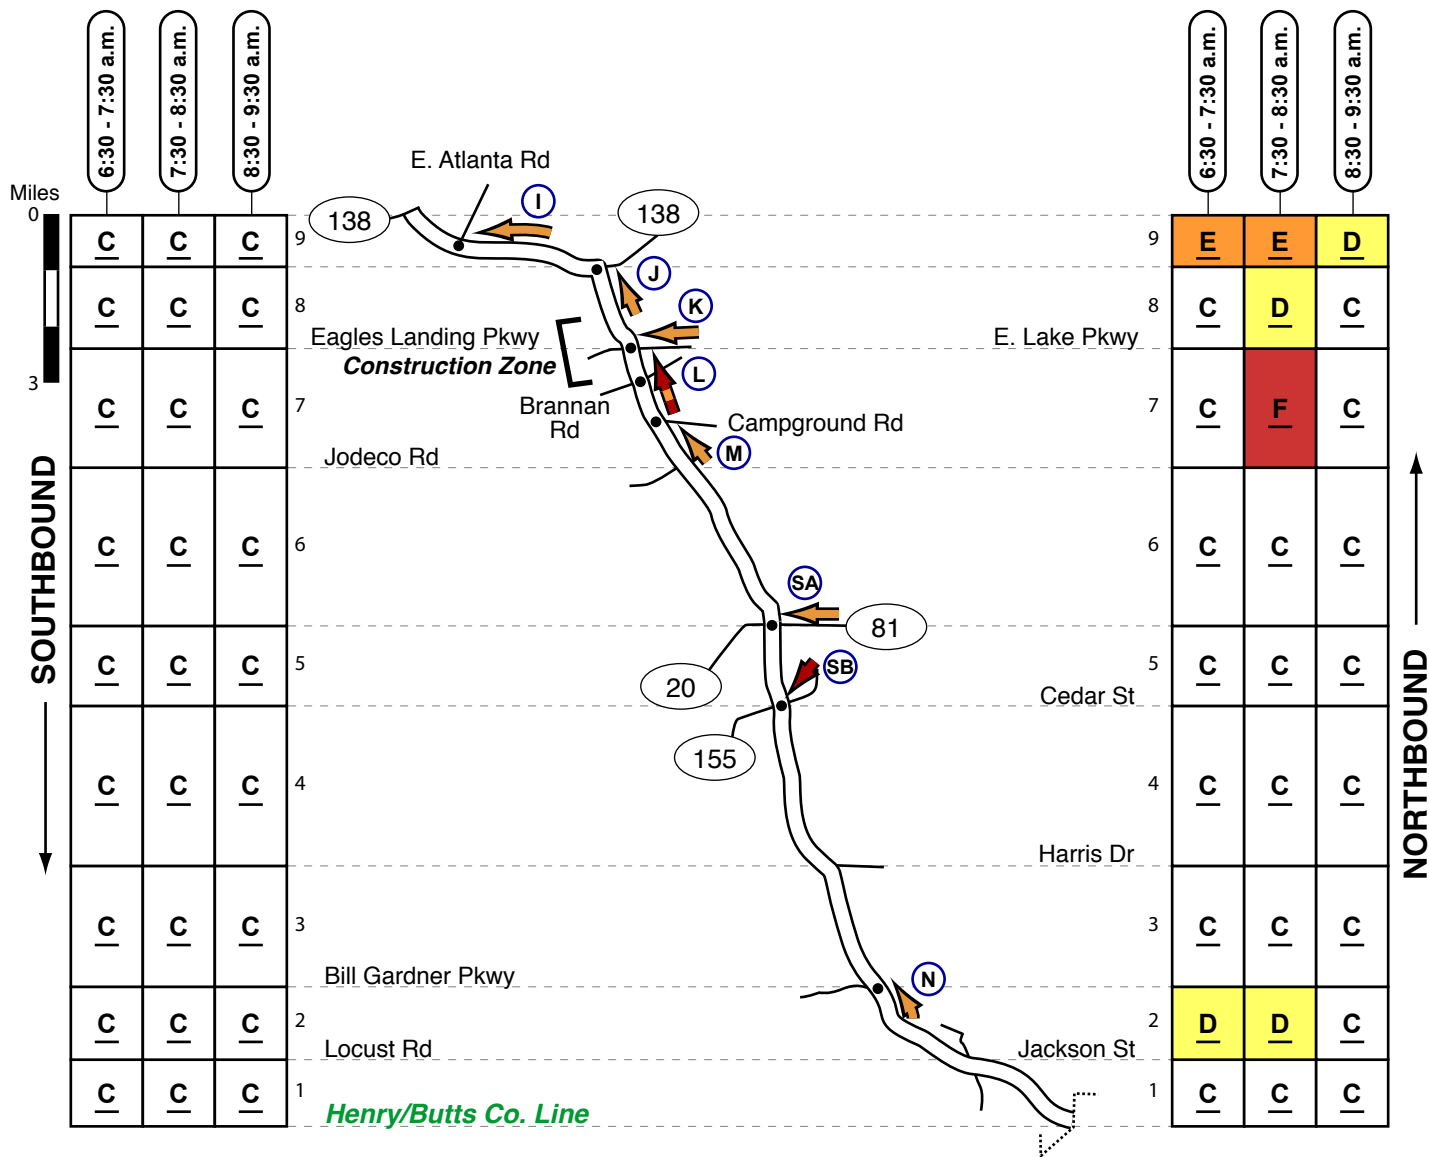 6:30 - 7:30 a.m. 7:30 - 8:30 a.m. 8:30 - 9:30 a.m. 6:30 - 7:30 a.m. 7:30 - 8:30 a.m. 8:30 - 9:30 a.m.
E. Atlanta Rd
Miles
0
I
138 138
C C C 9 9 E E D
J
K
C C C 8 8 C D C
Eagles Landing Pkwy E. Lake Pkwy
Construction Zone
3
L
C C C 7 7 C F C
Brannan
Rd
Campground Rd
M
Jodeco Rd
SOUTHBOUND
C C C 6 6 C C C
SA
81
C C C 5 5 C C C
SB
20
Cedar St
155
NORTHBOUND
C C C 4 4 C C C
Harris Dr
C C C 3 3 C C C
Bill Gardner Pkwy
N
C C C 2 2 D D C
Locust Rd Jackson St
C C C 1 1 C C C
Henry/Butts Co. Line